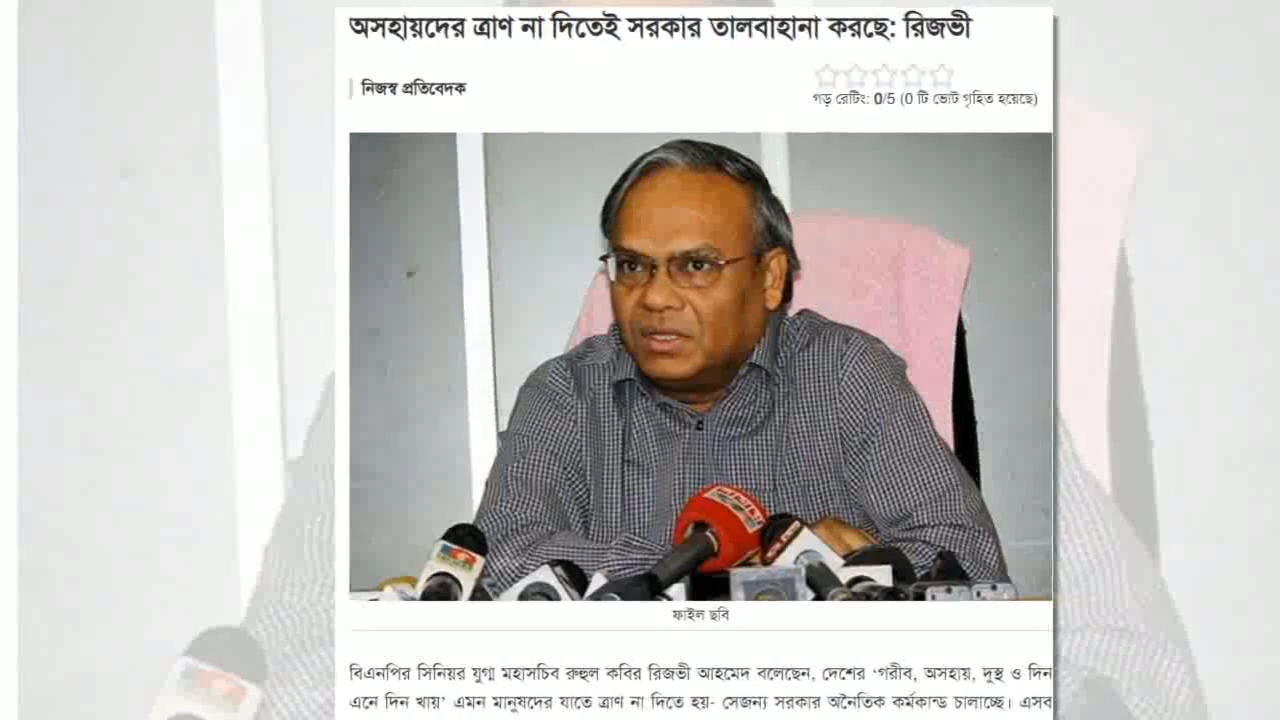 অসহায়দের ত্রাণ না দিতেই সরকার তালবাহানা করছে: রিজভী
নিজস্ব প্রতিবেদক
গড় রেটিং: 0/5 (0 টি ভোট গৃহিত হয়েছে)
ফাইল ছবি
বিএনপির সিনিয়র যুগ্ম মহাসচিব রুহুল কবির রিজভী আহমেদ বলেছেন, দেশের ‘গরীব, অসহায়, দুস্থ ও দিন
এনে দিন খায়’ এমন মানুষদের যাতে ত্রাণ না দিতে হয়- সেজন্য সরকার অনৈতিক কর্মকান্ড চালাচ্ছে। এসব